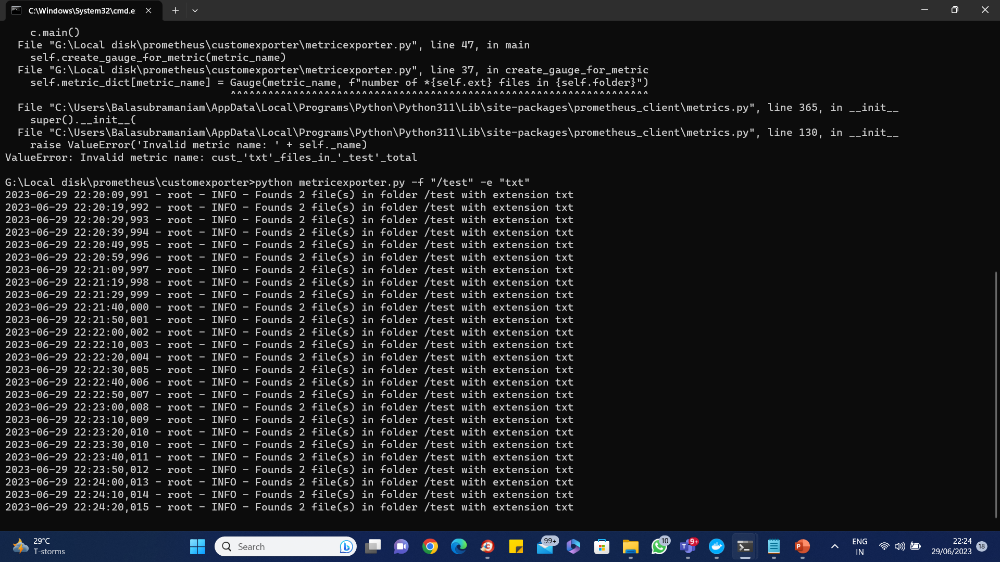 C:\Windows\System32\cmd.e
c.main()
File "G:\Local disk\prometheus\customexporter\metricexporter.py", line 47, in main
self.create_gauge_for_metric(metric_name)
File "G:\Local disk\prometheus\customexporter\metricexporter.py", line 37, in create_gauge_for_metric
self.metric_dict[metric_name] = Gauge(metric_name, f"number of *{self.ext} files in {self.folder}")
^^^^^^^^^^^^^^^^^^^^^^^^^^^^^^^^^^^^^^^^^^^^^^^^^^^^^^^^^^^^^^^^^^^
File "C:\Users\Balasubramaniam\AppData\Local\Programs\Python\Python311\Lib\site-packages\prometheus_client\metrics.py", line 365, in __init__
super().__init__(
File "C:\Users\Balasubramaniam\AppData\Local\Programs\Python\Python311\Lib\site-packages\prometheus_client\metrics.py", line 130, in __init__
raise ValueError('Invalid metric name: ' + self._name)
ValueError: Invalid metric name: cust_'txt'_files_in_'_test'_total
G:\Local disk\prometheus\customexporter>python metricexporter.py -f "/test" -e "txt"
2023-06-29 22:20:09,991 - root - INFO - Founds 2 file(s) in folder /test with extension txt
2023-06-29 22:20:19,992 - root - INFO - Founds 2 file(s) in folder /test with extension txt
2023-06-29 22:20:29,993 - root - INFO - Founds 2 file(s) in folder /test with extension txt
2023-06-29 22:20:39,994 - root - INFO - Founds 2 file(s) in folder /test with extension txt
2023-06-29 22:20:49,995 - root - INFO - Founds 2 file(s) in folder /test with extension txt
2023-06-29 22:20:59,996 - root - INFO - Founds 2 file(s) in folder /test with extension txt
2023-06-29 22:21:09,997 - root - INFO - Founds 2 file(s) in folder /test with extension txt
2023-06-29 22:21:19,998 - root - INFO - Founds 2 file(s) in folder /test with extension txt
2023-06-29 22:21:29,999 - root - INFO - Founds 2 file(s) in folder /test with extension txt
2023-06-29 22:21:40,000 - root - INFO - Founds 2 file(s) in folder /test with extension txt
2023-06-29 22:21:50,001 - root - INFO - Founds 2 file(s) in folder /test with extension txt
2023-06-29 22:22:00,002 - root - INFO - Founds 2 file(s) in folder /test with extension txt
2023-06-29 22:22:10,003 - root - INFO - Founds 2 file(s) in folder /test with extension txt
2023-06-29 22:22:20,004 - root - INFO - Founds 2 file(s) in folder /test with extension txt
2023-06-29 22:22:30,005 - root - INFO - Founds 2 file(s) in folder /test with extension txt
2023-06-29 22:22:40,006 - root - INFO - Founds 2 file(s) in folder /test with extension txt
2023-06-29 22:22:50,007 - root - INFO - Founds 2 file(s) in folder /test with extension txt
2023-06-29 22:23:00,008 - root - INFO - Founds 2 file(s) in folder /test with extension txt
2023-06-29 22:23:10,009 - root - INFO - Founds 2 file(s) in folder /test with extension txt
2023-06-29 22:23:20,010 - root - INFO - Founds 2 file(s) in folder /test with extension txt
2023-06-29 22:23:30,010 - root - INFO - Founds 2 file(s) in folder /test with extension txt
2023-06-29 22:23:40,011 - root - INFO - Founds 2 file(s) in folder /test with extension txt
2023-06-29 22:23:50,012 - root - INFO - Founds 2 file(s) in folder /test with extension txt
2023-06-29 22:24:00,013 - root - INFO - Founds 2 file(s) in folder /test with extension txt
2023-06-29 22:24:10,014 - root - INFO - Founds 2 file(s) in folder /test with extension txt
2023-06-29 22:24:20,015 - root - INFO - Founds 2 file(s) in folder /test with extension txt
29°C
T-storms
Search
99+
10
9+
ENG
IN
22:24
29/06/2023
18